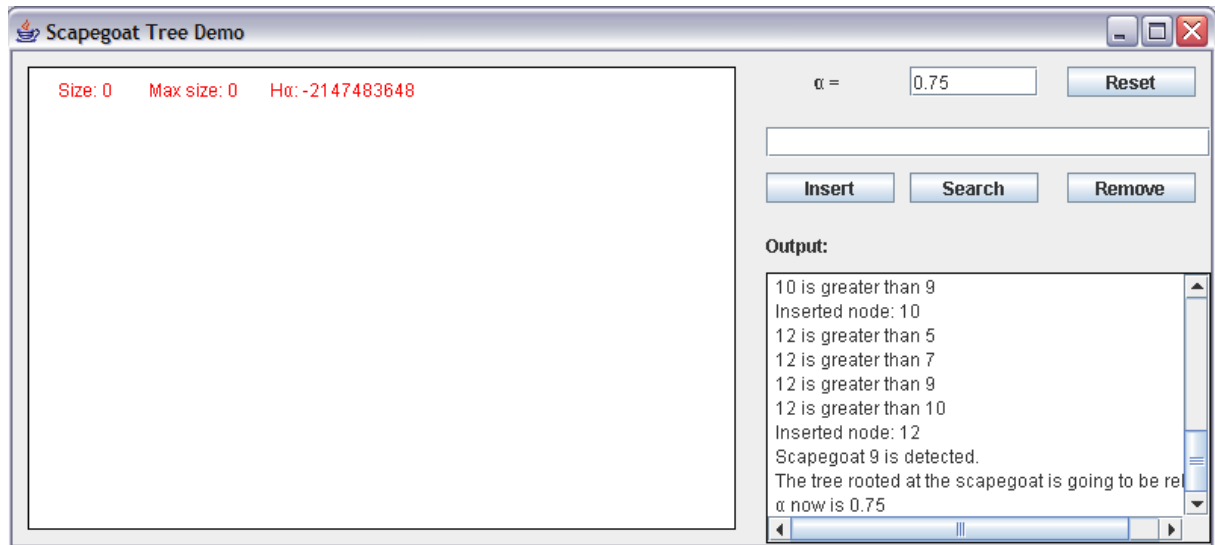 Scapegoat Tree Demo
Size: 0 Max size: 0 Hα: -2147483648
α = 0.75 Reset
Insert Search Remove
Output:
10 is greater than 9
Inserted node: 10
12 is greater than 5
12 is greater than 7
12 is greater than 9
12 is greater than 10
Inserted node: 12
Scapegoat 9 is detected.
The tree rooted at the scapegoat is going to be
α now is 0.75